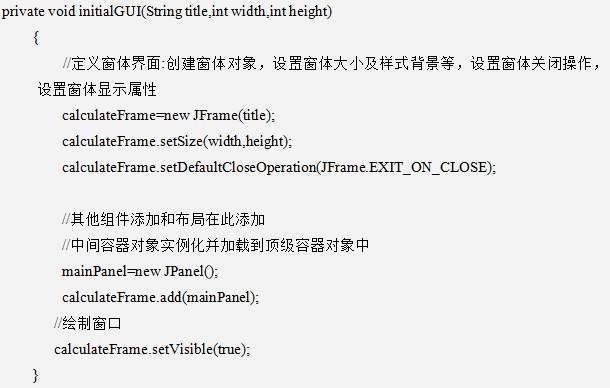 private void initialGUI(String title,int width,int height)
{
//定义窗体界面:创建窗体对象，设置窗体大小及样式背景等，设置窗体关闭操作，
设置窗体显示属性
calculateFrame=new JFrame(title);
calculateFrame.setSize(width,height);
calculateFrame.setDefaultCloseOperation(JFrame.EXIT_ON_CLOSE);
//其他组件添加和布局在此添加
//中间容器对象实例化并加载到顶级容器对象中
mainPanel=new JPanel();
calculateFrame.add(mainPanel);
//绘制窗口
calculateFrame.setVisible(true);
}